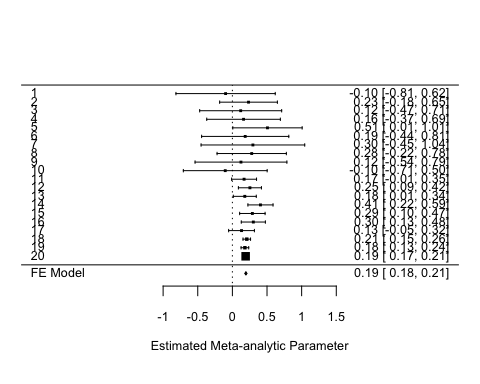 1 -0.10 [-0.81, 0.62]
2 0.23 [-0.18, 0.65]
3 0.12 [-0.47, 0.71]
4 0.16 [-0.37, 0.69]
5 0.51 [ 0.01, 1.01]
6 0.19 [-0.44, 0.81]
7 0.30 [-0.45, 1.04]
8 0.28 [-0.22, 0.78]
9 0.12 [-0.54, 0.79]
10 -0.10 [-0.71, 0.50]
11 0.17 [-0.01, 0.35]
12 0.25 [ 0.09, 0.42]
13 0.18 [ 0.01, 0.34]
14 0.41 [ 0.22, 0.59]
15 0.29 [ 0.10, 0.47]
16 0.30 [ 0.13, 0.48]
17 0.13 [-0.05, 0.32]
18 0.21 [ 0.15, 0.26]
19 0.18 [ 0.13, 0.24]
20 0.19 [ 0.17, 0.21]
FE Model 0.19 [ 0.18, 0.21]
-1 -0.5 0 0.5 1 1.5
Estimated Meta-analytic Parameter